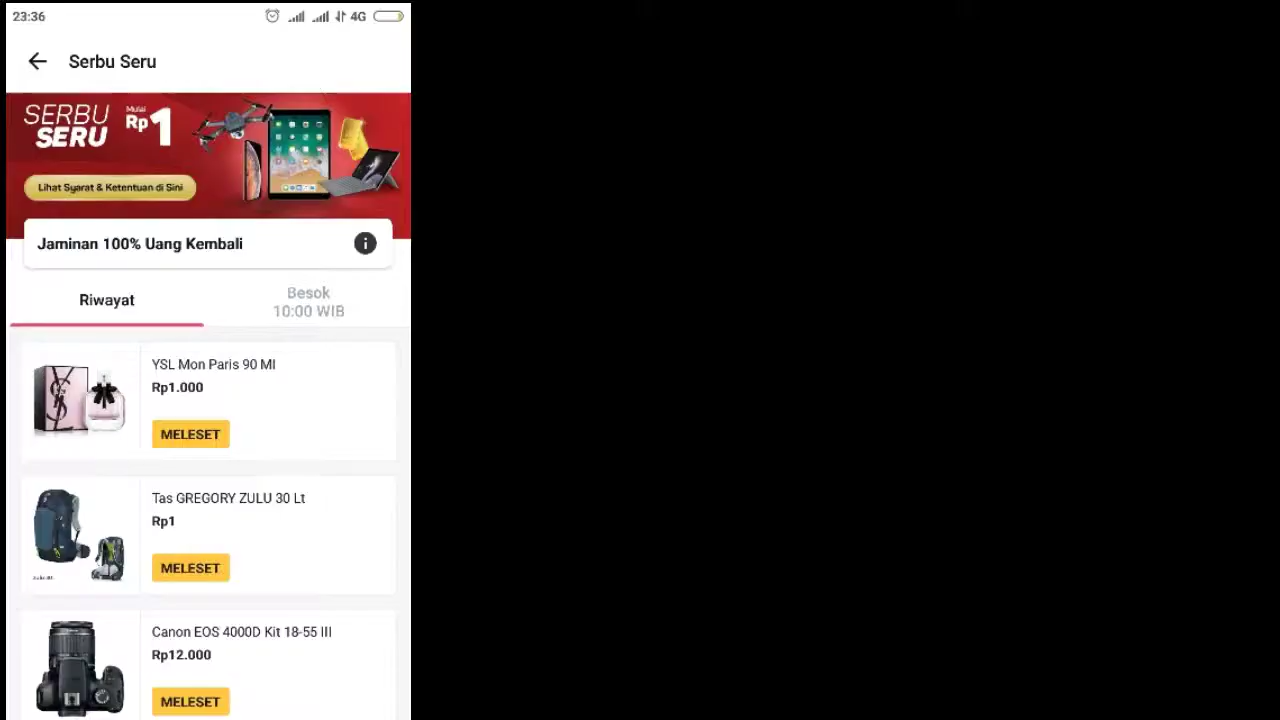 23:36
4G
Serbu Seru
SERBU
SERU
Mulai
Rp1
Lihat Syarat & Ketentuan di Sini
Jaminan 100% Uang Kembali
Riwayat
Besok
10:00 WIB
YSL Mon Paris 90 Ml
Rp1.000
MELESET
Tas GREGORY ZULU 30 Lt
Rp1
MELESET
Canon EOS 4000D Kit 18-55 III
Rp12.000
MELESET